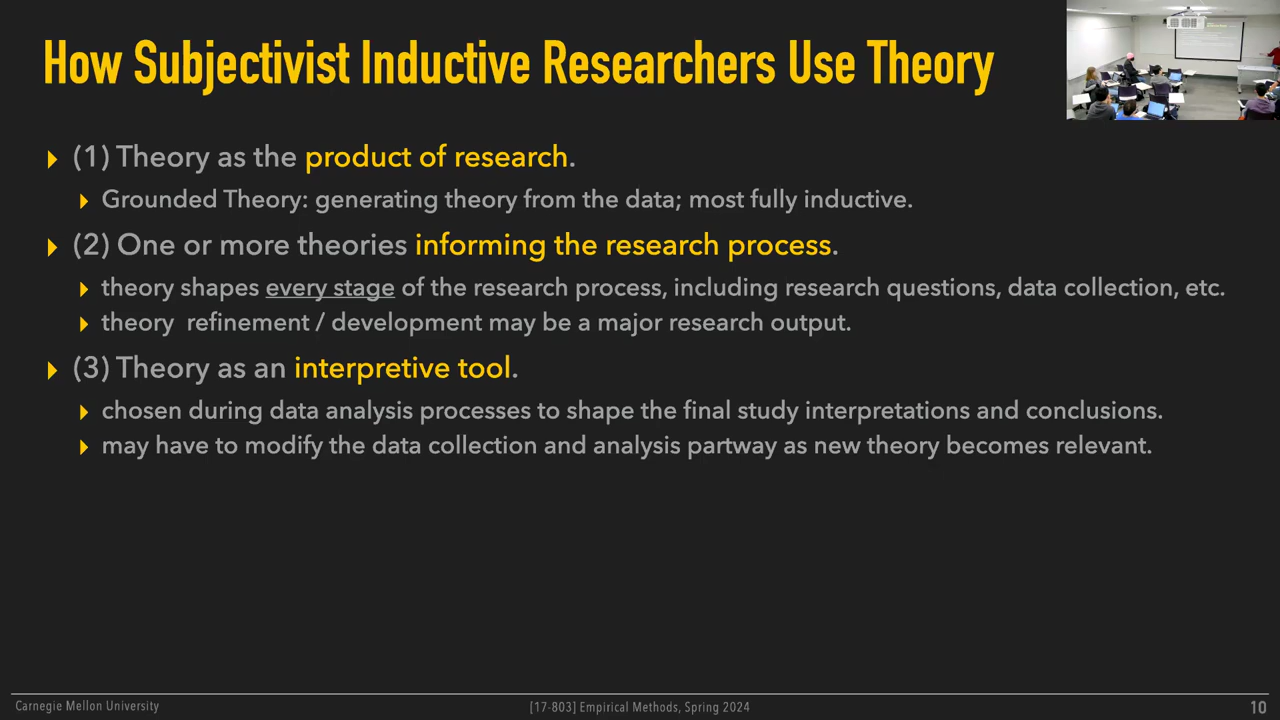 How Subjectivist Inductive Researchers Use Theory
(1) Theory as the product of research.
Grounded Theory: generating theory from the data; most fully inductive.
(2) One or more theories informing the research process.
theory shapes every stage of the research process, including research questions, data collection, etc.
theory refinement / development may be a major research output.
(3) Theory as an interpretive tool.
chosen during data analysis processes to shape the final study interpretations and conclusions.
may have to modify the data collection and analysis partway as new theory becomes relevant.
Carnegie Mellon University
[17-803] Empirical Methods, Spring 2024
10